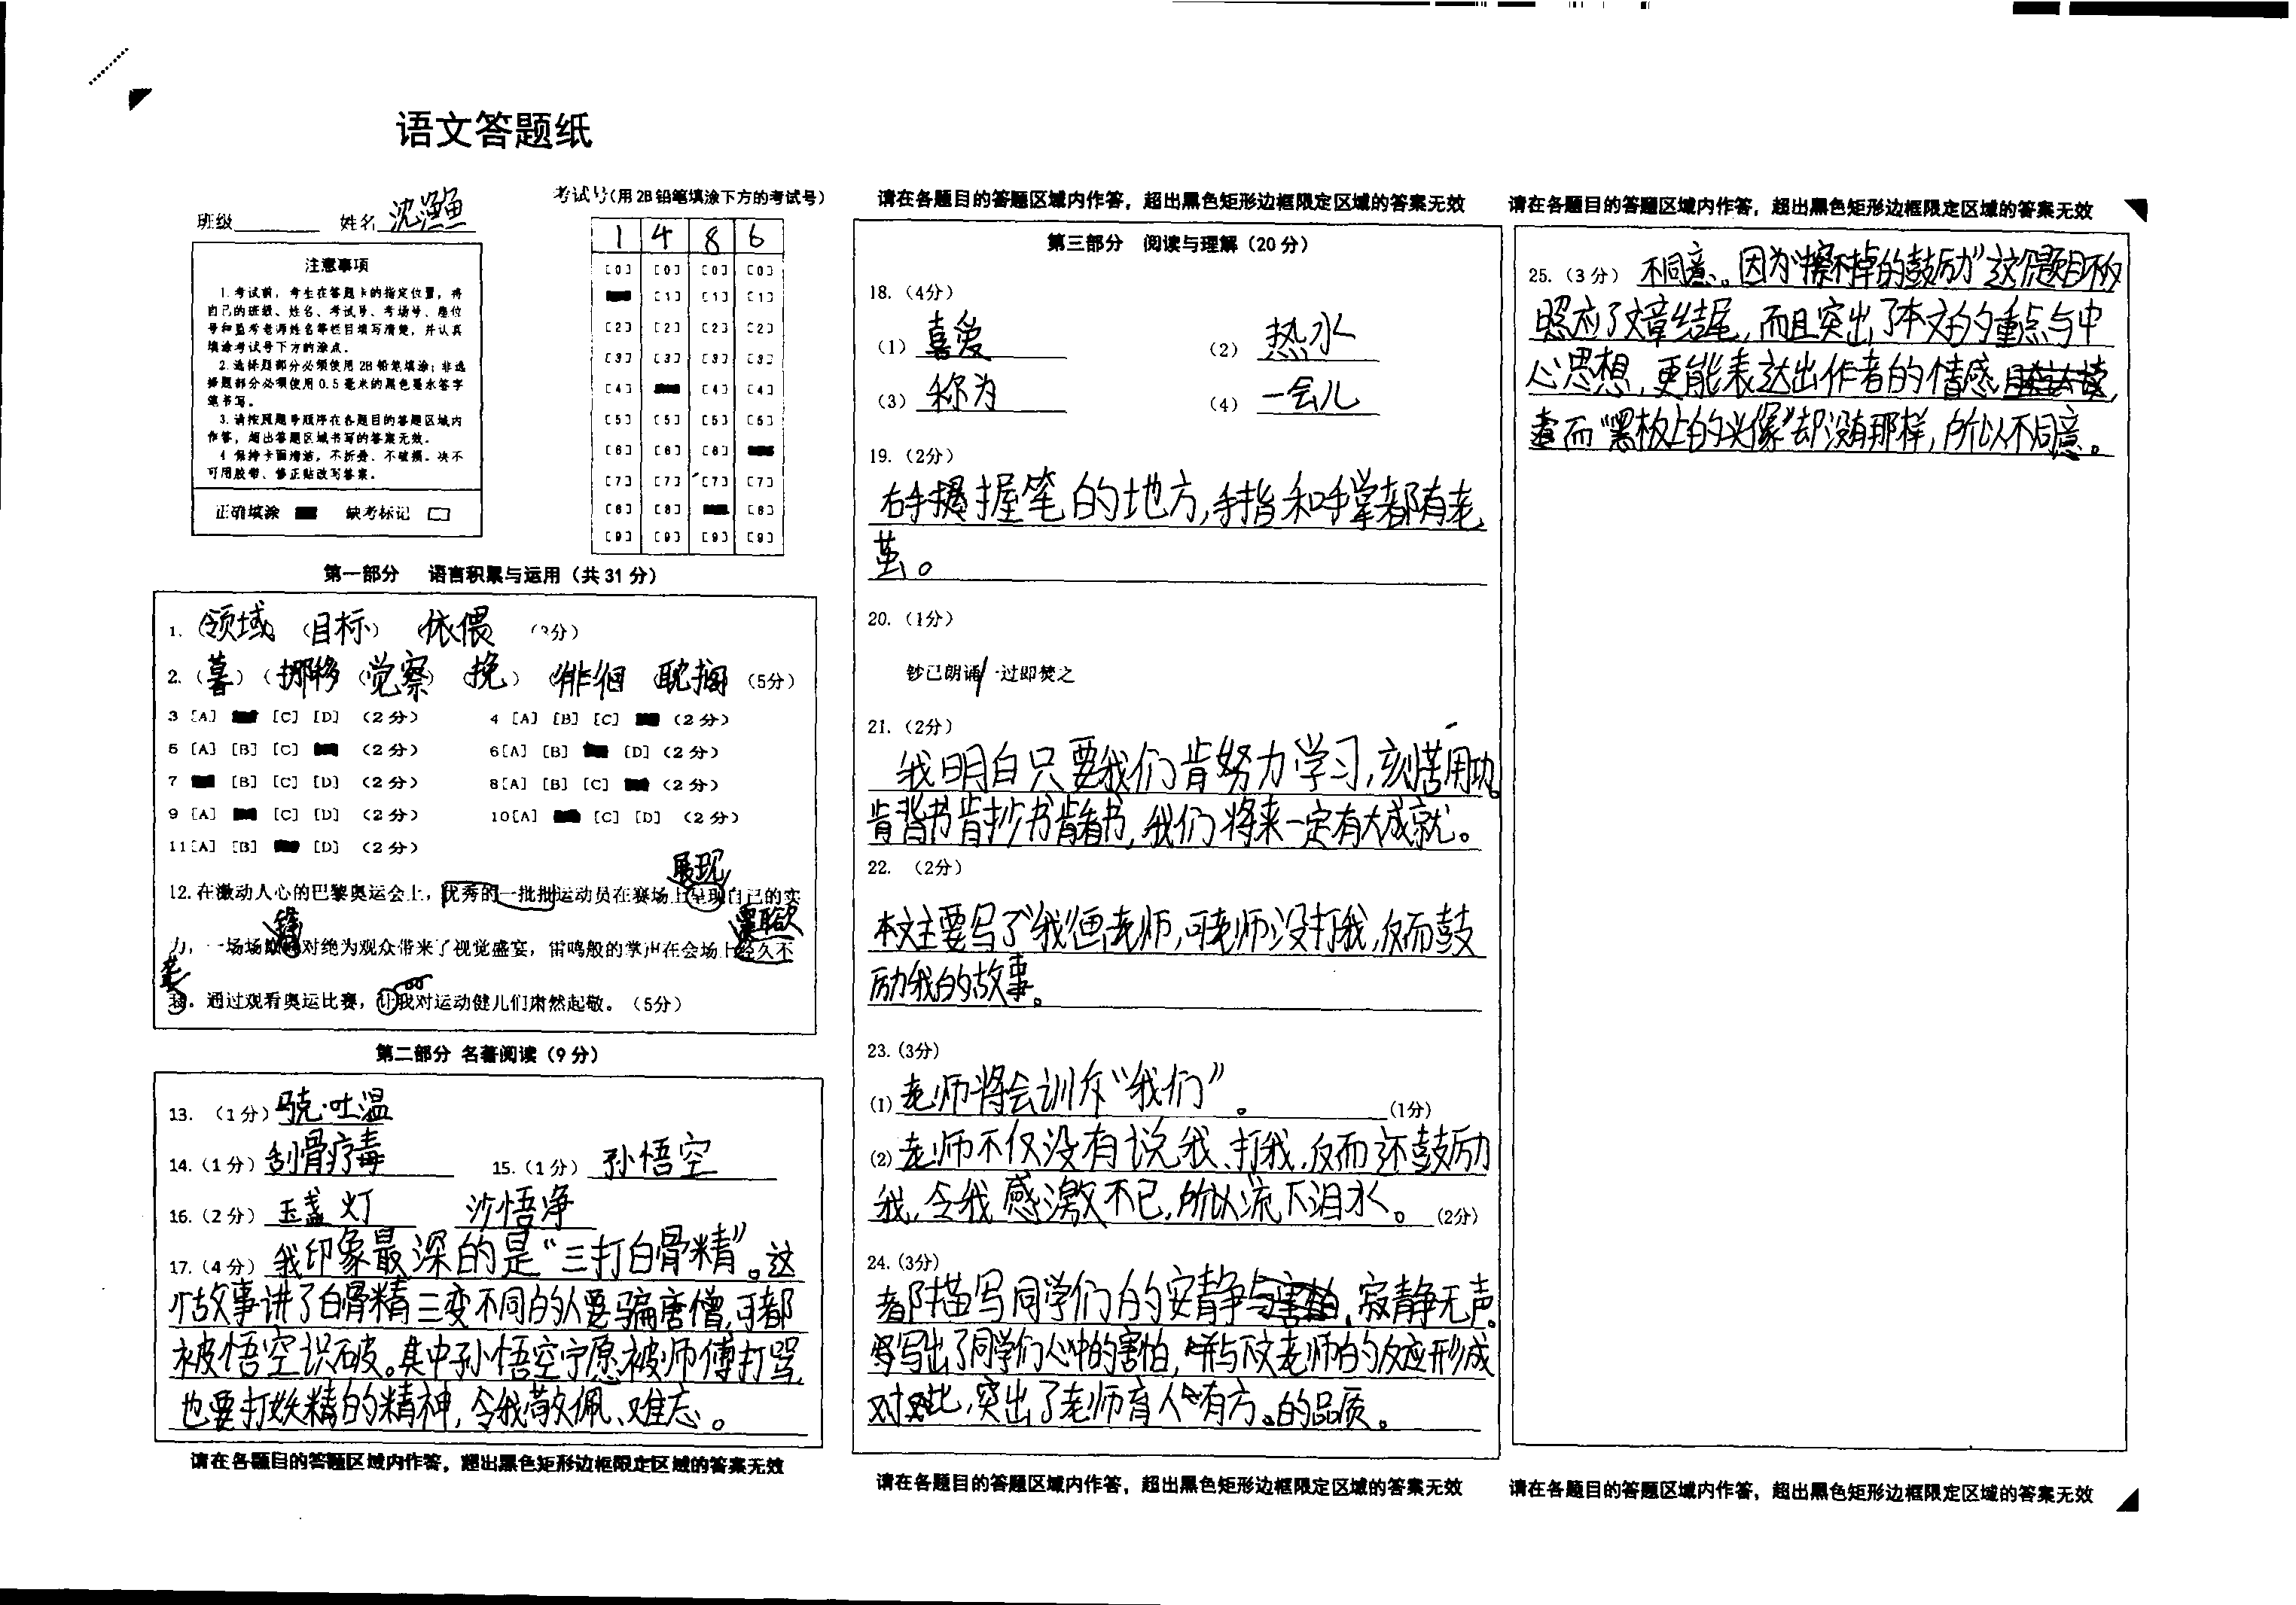 语文答题纸
班级 姓名 沈渔
考试号(用2B铅笔填涂下方的考试号)
1 4 8 6
注意事项
1.考试前,考生在答题卡的指定位置,将
自己的班级、姓名、考试号、考场号、座位
号和监考老师姓名等栏目填写清楚,并认真
填涂考试号下方的涂点。
2.选择题部分必须使用2B铅笔填涂;非选
择题部分必须使用0.5毫米的黑色墨水签字
笔书写。
3.请按照题号顺序在各题目的答题区域内
作答,超出答题区域书写的答案无效。
4 保持卡面清洁,不折叠、不破损。决不
可用胶带、修正贴改写答案。
正确填涂 缺考标记
[0] [0] [0] [0]
[1] [1] [1]
[2] [2] [2] [2]
[3] [3] [3] [3]
[4] [4] [4]
[5] [5] [5] [5]
[6] [6] [6]
[7] [7] [7] [7]
[8] [8] [8]
[9] [9] [9] [9]
第一部分 语言积累与运用(共31分)
1. (领域) (目标) (依偎) (3分)
2. (暮) (挪移) (觉察) (挽) (徘徊) 耽搁 (5分)
3 [A] [C] [D] (2分) 4 [A] [B] [C] (2分)
5 [A] [B] [C] (2分) 6[A] [B] [D] (2分)
7 [B] [C] [D] (2分) 8[A] [B] [C] (2分)
9 [A] [C] [D] (2分) 10[A] [C] [D] (2分)
11[A] [B] [D] (2分)
展现
12.在激动人心的巴黎奥运会上,优秀的一批批运动员在赛场上呈现自己的实
力,一场场巅峰对绝为观众带来了视觉盛宴,雷鸣般的掌声在会场上经久不
。通过观看奥运比赛,让我对运动健儿们肃然起敬。(5分)
第二部分 名著阅读(9分)
13. (1分) 马克·吐温
14. (1分) 刮骨疗毒 15. (1分) 孙悟空
16. (2分) 玉盏灯 沙悟净
17. (4分) 我印象最深的是“三打白骨精”。这
个故事讲了白骨精三变不同的人要骗唐僧,可都
被悟空识破。其中孙悟空宁愿被师傅打骂,
也要打妖精的精神,令我敬佩、难忘。
请在各题目的答题区域内作答,超出黑色矩形边框限定区域的答案无效
请在各题目的答题区域内作答,超出黑色矩形边框限定区域的答案无效
第三部分 阅读与理解(20分)
18. (4分)
(1) 喜爱 (2) 热水
(3) 称为 (4) 一会儿
19. (2分)
右手握笔的地方,手指和手掌都有老
茧。
20. (1分)
钞已朗诵/一过即焚之
21. (2分)
我明白只要我们肯努力学习,刻苦用功,
肯背书肯抄书肯看书,我们将来一定有大成就。
22. (2分)
本文主要写了“我”画老师,可老师没打我,反而鼓
励我的故事。
23. (3分)
(1) 老师将会训斥“我们”。 (1分)
(2) 老师不仅没有说我、打我,反而还鼓励
我,令我感激不已,所以流下泪水。 (2分)
24. (3分)
都描写同学们的安静、寂静无声。
写出了同学们心中的害怕,并与下文老师的反应形成
对比,突出了老师育人有方的品质。
请在各题目的答题区域内作答,超出黑色矩形边框限定区域的答案无效
请在各题目的答题区域内作答,超出黑色矩形边框限定区域的答案无效
25. (3分) 不同意。因为“擦不掉的鼓励”这个题目不仅
照应了文章结尾,而且突出了本文的重点与中
心思想,更能表达出作者的情感,
而“黑板上的头像”却没有那样,所以不同意。
请在各题目的答题区域内作答,超出黑色矩形边框限定区域的答案无效